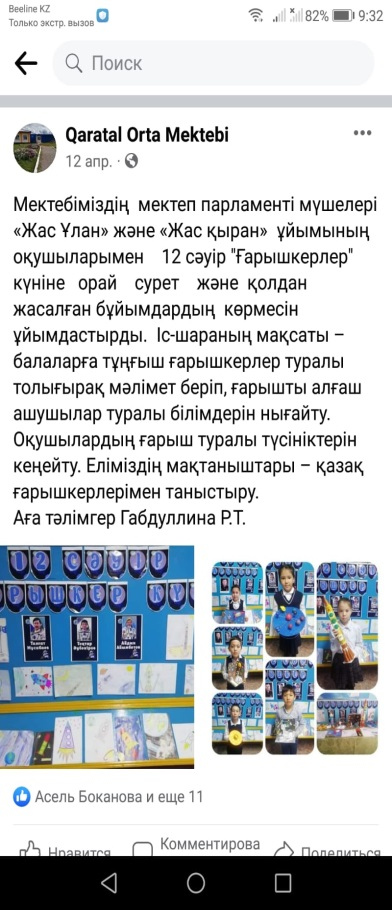 Beeline KZ
Только экстр. вызов
82%
9:32
Поиск
Qaratal Orta Mektebi
12 апр. ·
Мектебіміздің мектеп парламенті мүшелері
«Жас Ұлан» және «Жас қыран» ұйымының
оқушыларымен 12 сәуір "Ғарышкерлер"
күніне орай сурет және қолдан
жасалған бұйымдардың көрмесін
ұйымдастырды. Іс-шараның мақсаты –
балаларға тұңғыш ғарышкерлер туралы
толығырақ мәлімет беріп, ғарышты алғаш
ашушылар туралы білімдерін нығайту.
Оқушылардың ғарыш туралы түсініктерін
кеңейту. Еліміздің мақтаныштары – қазақ
ғарышкерлерімен таныстыру.
Аға тәлімгер Габдуллина Р.Т.
12 СӘУІР
РЫШКЕР КҮ
Асель Боканова и еще 11
Нравится
Комментирова
Поделиться